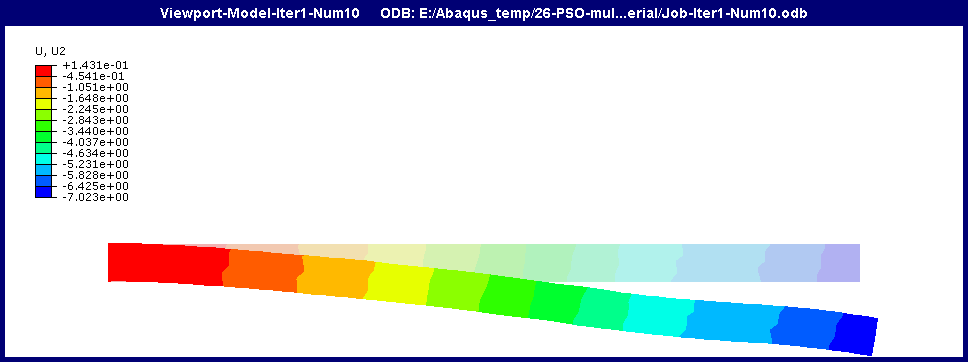 Viewport-Model-Iter1-Num10 ODB: E:/Abaqus_temp/26-PSO-mul...erial/Job-Iter1-Num10.odb
U, U2
+1.431e-01
-4.541e-01
-1.051e+00
-1.648e+00
-2.245e+00
-2.843e+00
-3.440e+00
-4.037e+00
-4.634e+00
-5.231e+00
-5.828e+00
-6.425e+00
-7.023e+00